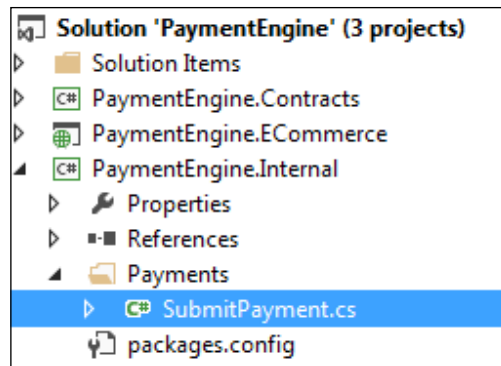 Solution 'PaymentEngine' (3 projects)
Solution Items
C# PaymentEngine.Contracts
PaymentEngine.ECommerce
C# PaymentEngine.Internal
Properties
References
Payments
C# SubmitPayment.cs
packages.config